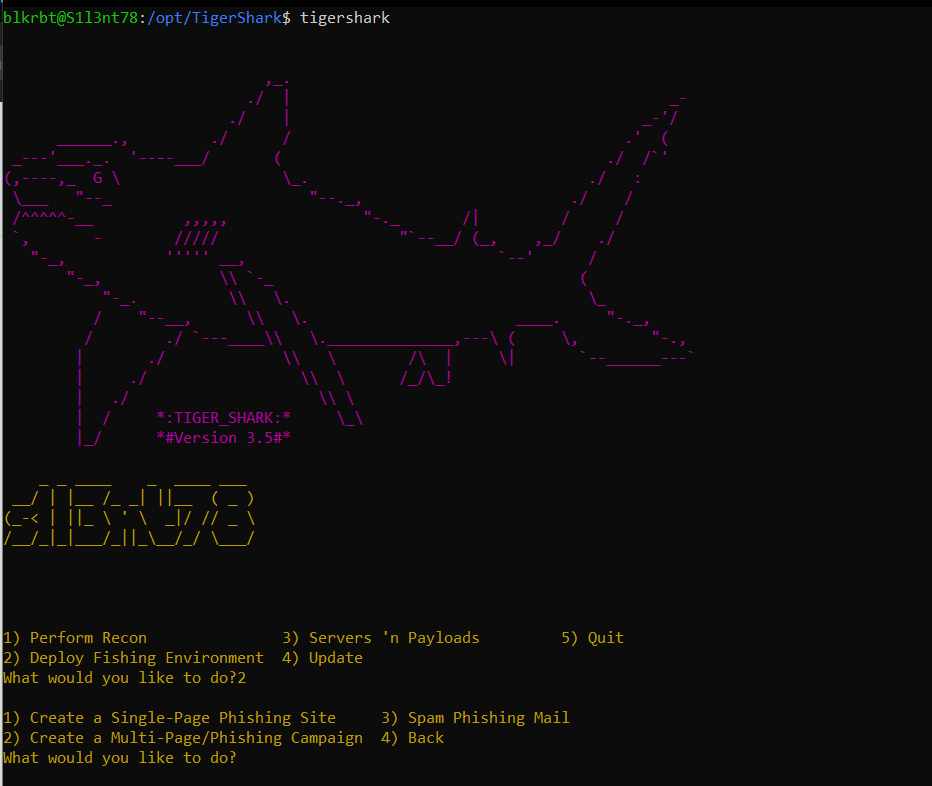 blkrbt@S1l3nt78:/opt/TigerShark$ tigershark
G
*:TIGER_SHARK:*
*#Version 3.5#*
sl3nt78
1) Perform Recon 3) Servers 'n Payloads 5) Quit
2) Deploy Fishing Environment 4) Update
What would you like to do?2
1) Create a Single-Page Phishing Site 3) Spam Phishing Mail
2) Create a Multi-Page/Phishing Campaign 4) Back
What would you like to do?